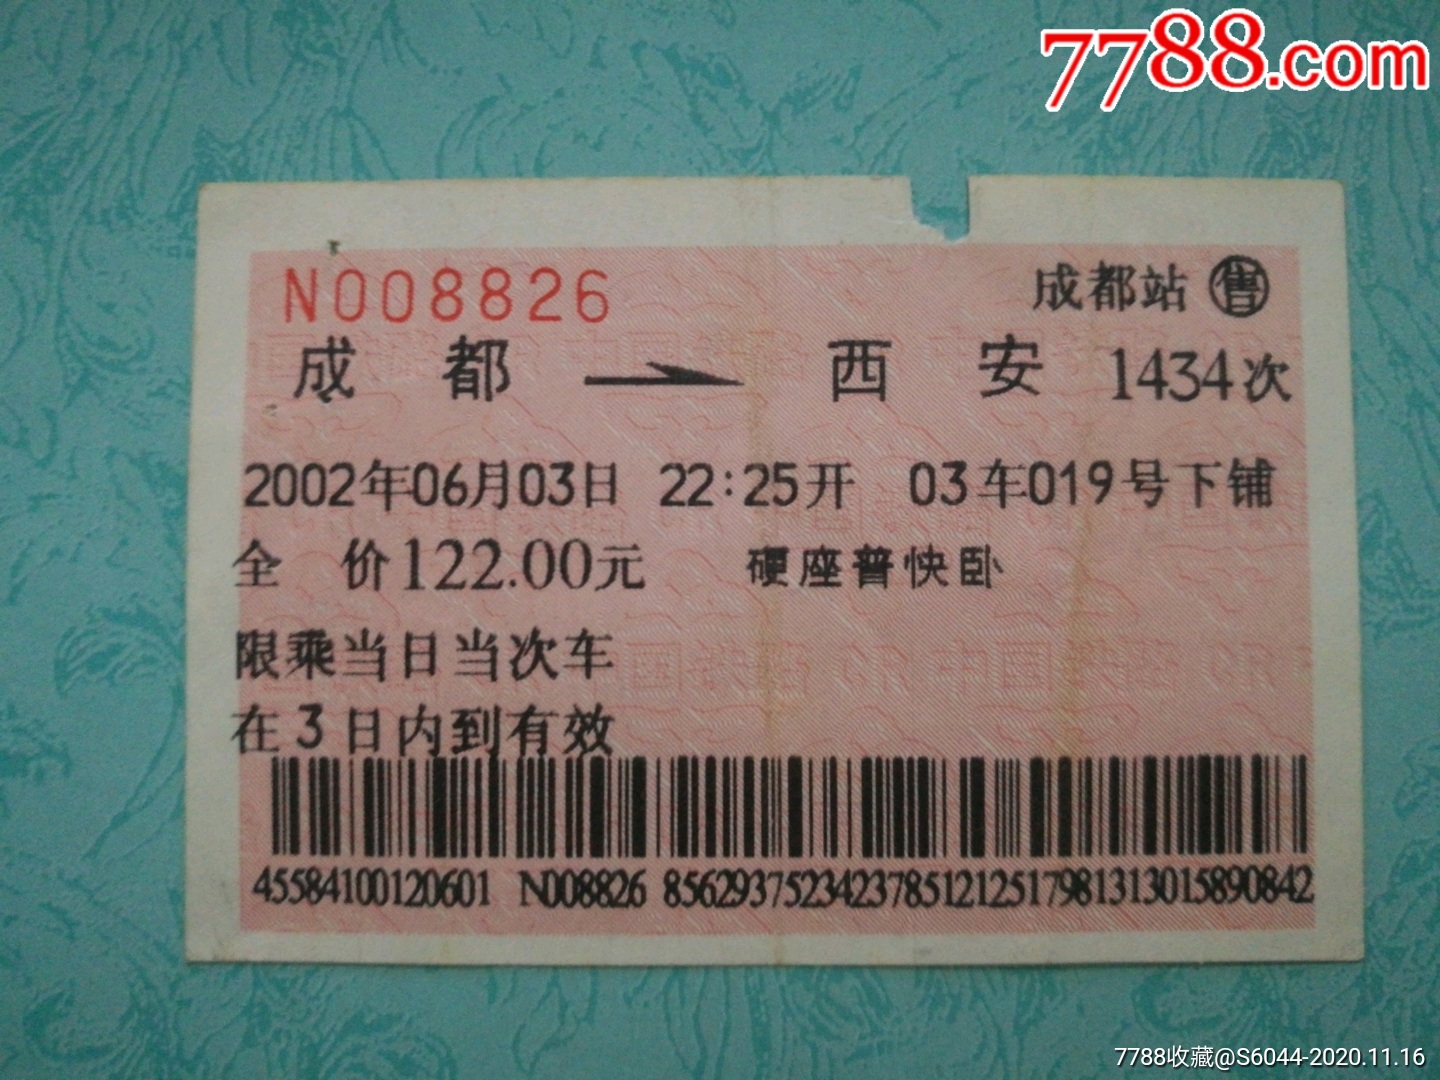 7788.com
N008826
成都站 售
成都 → 西安 1434次
2002年06月03日 22:25开 03车019号下铺
全 价122.00元 硬座普快卧
限乘当日当次车
在3日内到有效
45584100120601 N008826 85629375234237851212517981313015890842
7788收藏@S6044-2020.11.16